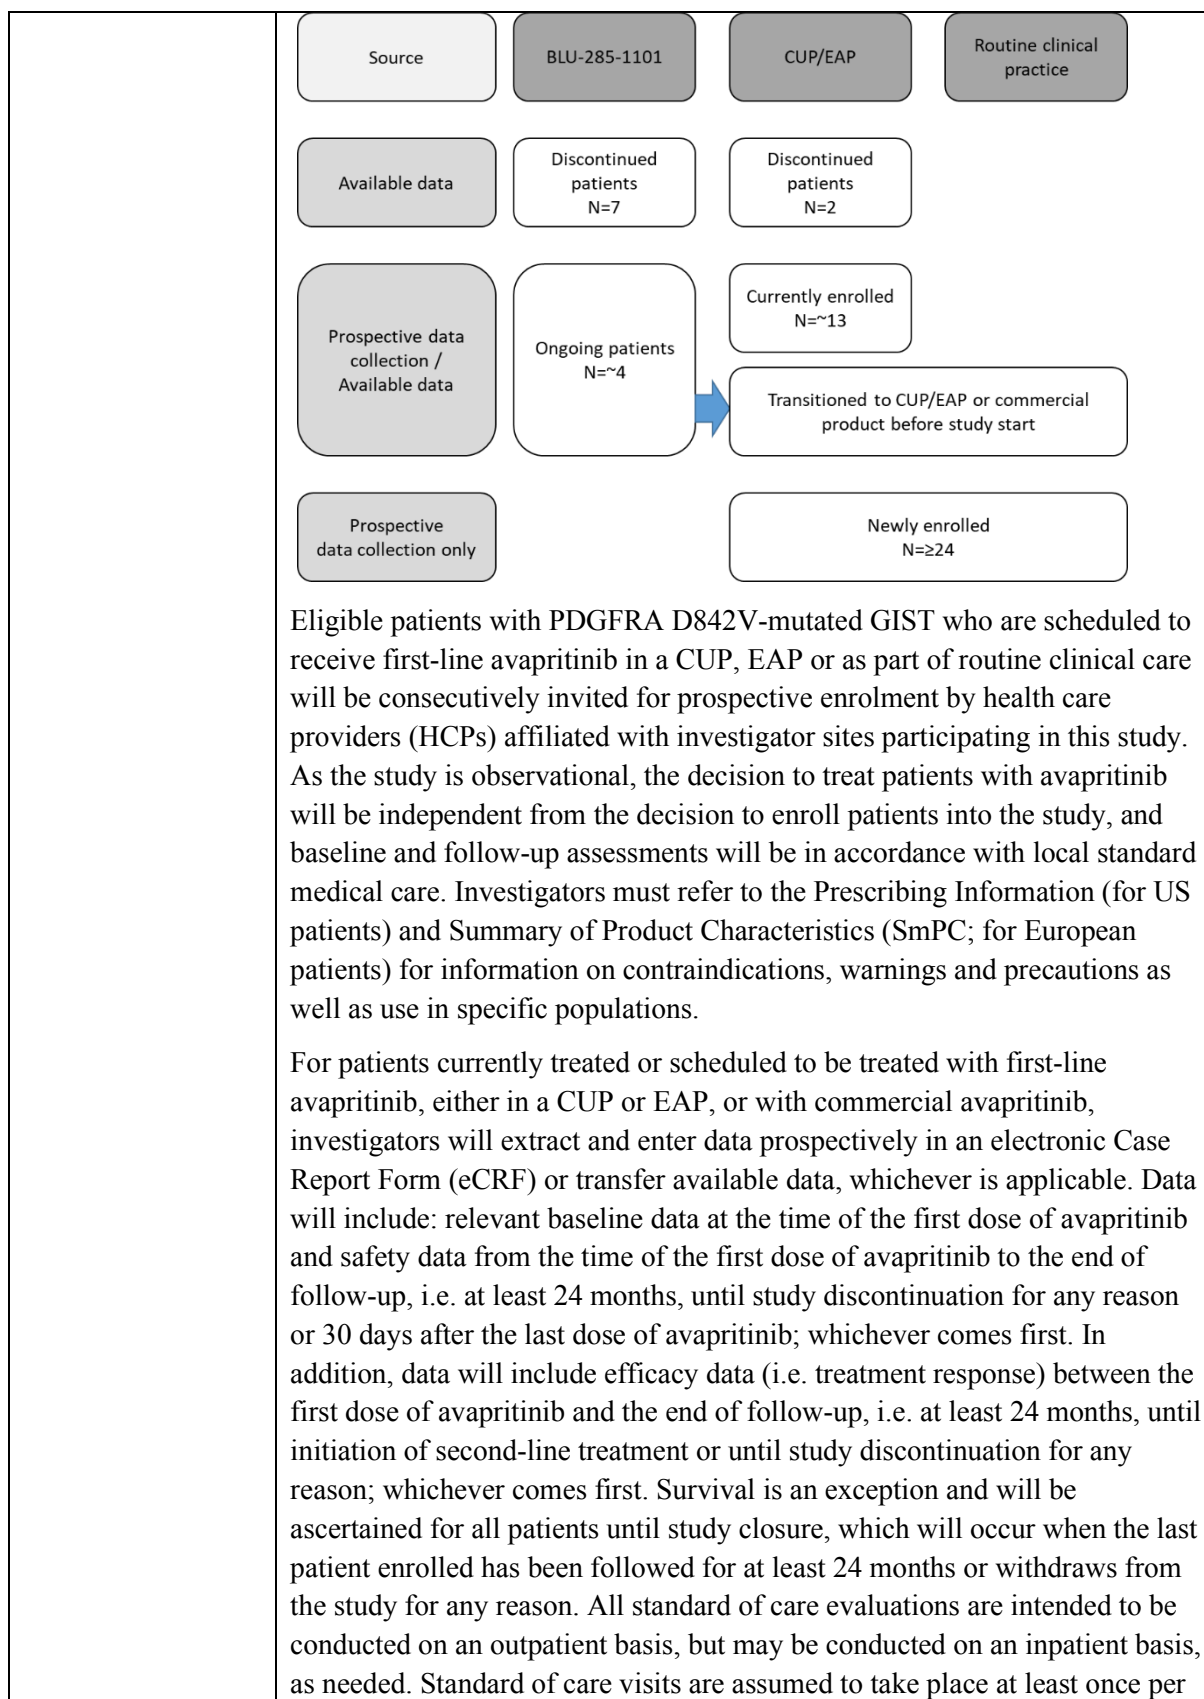 Source
BLU-285-1101
CUP/EAP
Routine clinical
practice
Available data
Discontinued
patients
N=7
Discontinued
patients
N=2
Prospective data
collection /
Available data
Ongoing patients
N=~4
Currently enrolled
N=~13
Transitioned to CUP/EAP or commercial
product before study start
Prospective
data collection only
Newly enrolled
N=≥24
Eligible patients with PDGFRA D842V-mutated GIST who are scheduled to
receive first-line avapritinib in a CUP, EAP or as part of routine clinical care
will be consecutively invited for prospective enrolment by health care
providers (HCPs) affiliated with investigator sites participating in this study.
As the study is observational, the decision to treat patients with avapritinib
will be independent from the decision to enroll patients into the study, and
baseline and follow-up assessments will be in accordance with local standard
medical care. Investigators must refer to the Prescribing Information (for US
patients) and Summary of Product Characteristics (SmPC; for European
patients) for information on contraindications, warnings and precautions as
well as use in specific populations.
For patients currently treated or scheduled to be treated with first-line
avapritinib, either in a CUP or EAP, or with commercial avapritinib,
investigators will extract and enter data prospectively in an electronic Case
Report Form (eCRF) or transfer available data, whichever is applicable. Data
will include: relevant baseline data at the time of the first dose of avapritinib
and safety data from the time of the first dose of avapritinib to the end of
follow-up, i.e. at least 24 months, until study discontinuation for any reason
or 30 days after the last dose of avapritinib; whichever comes first. In
addition, data will include efficacy data (i.e. treatment response) between the
first dose of avapritinib and the end of follow-up, i.e. at least 24 months, until
initiation of second-line treatment or until study discontinuation for any
reason; whichever comes first. Survival is an exception and will be
ascertained for all patients until study closure, which will occur when the last
patient enrolled has been followed for at least 24 months or withdraws from
the study for any reason. All standard of care evaluations are intended to be
conducted on an outpatient basis, but may be conducted on an inpatient basis,
as needed. Standard of care visits are assumed to take place at least once per